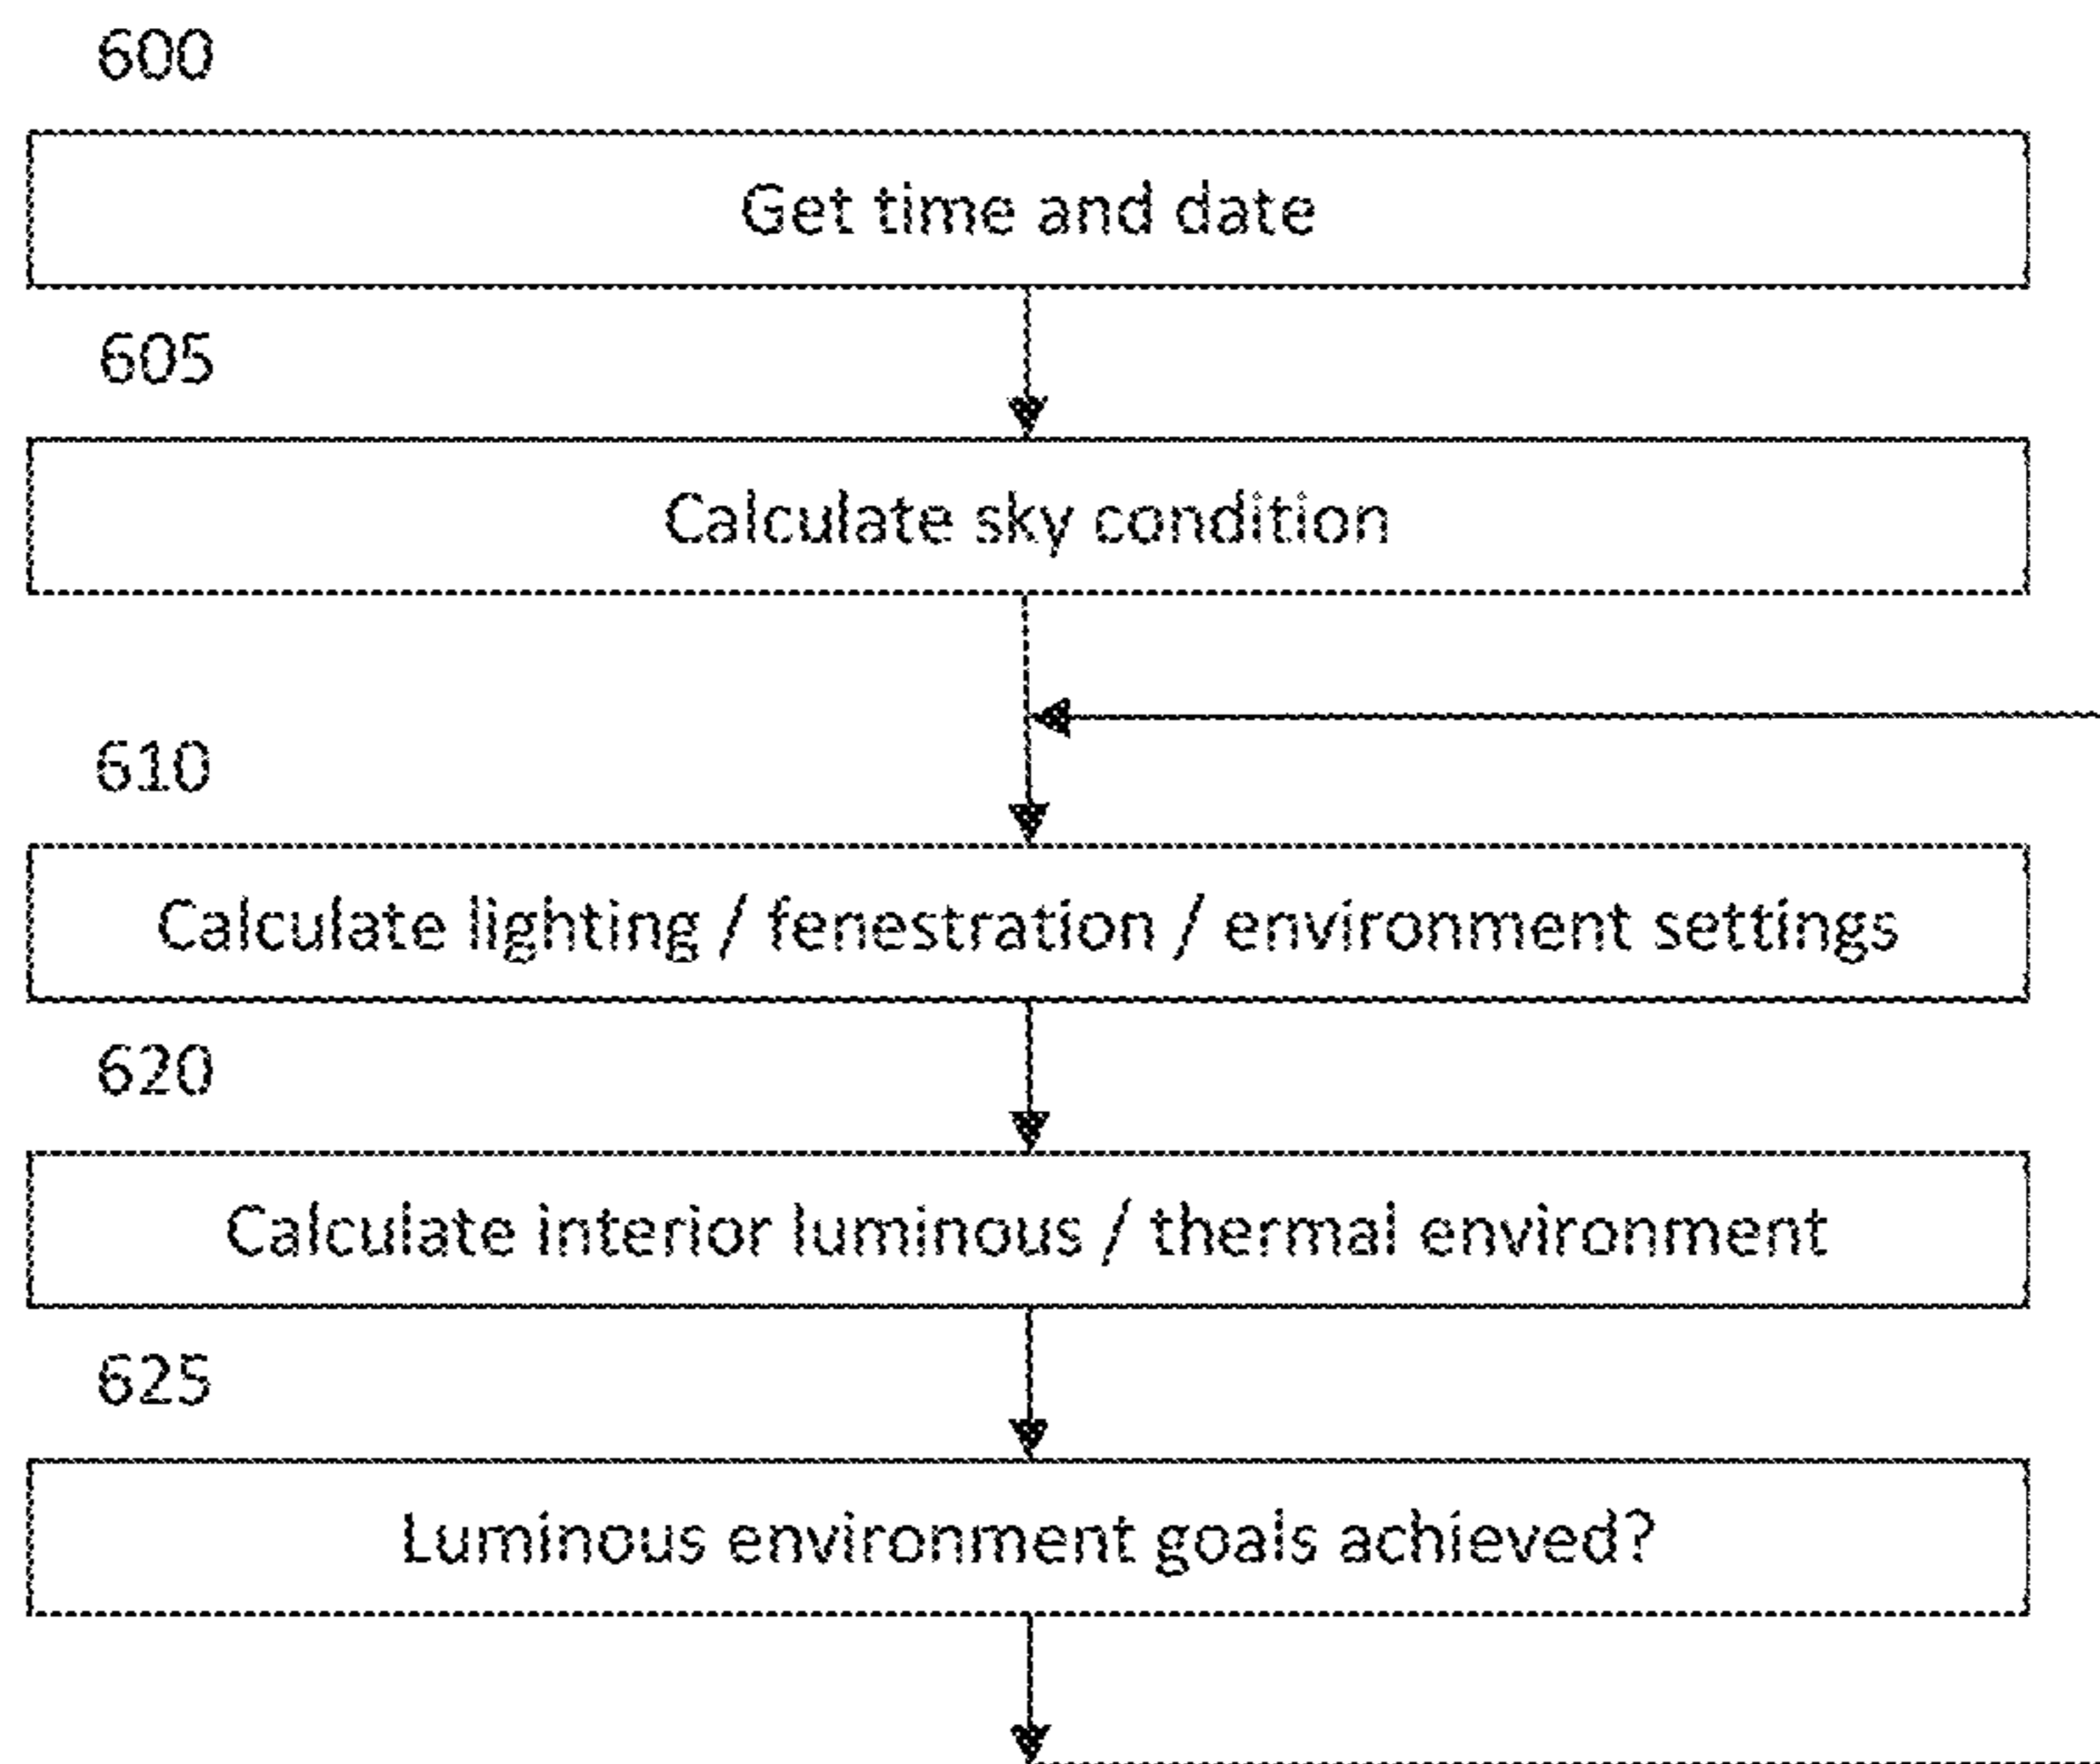 600
Get time and date
605
Calculate sky condition
610
Calculate lighting / fenestration / environment settings
620
Calculate interior luminous / thermal environment
625
Luminous environment goals achieved?